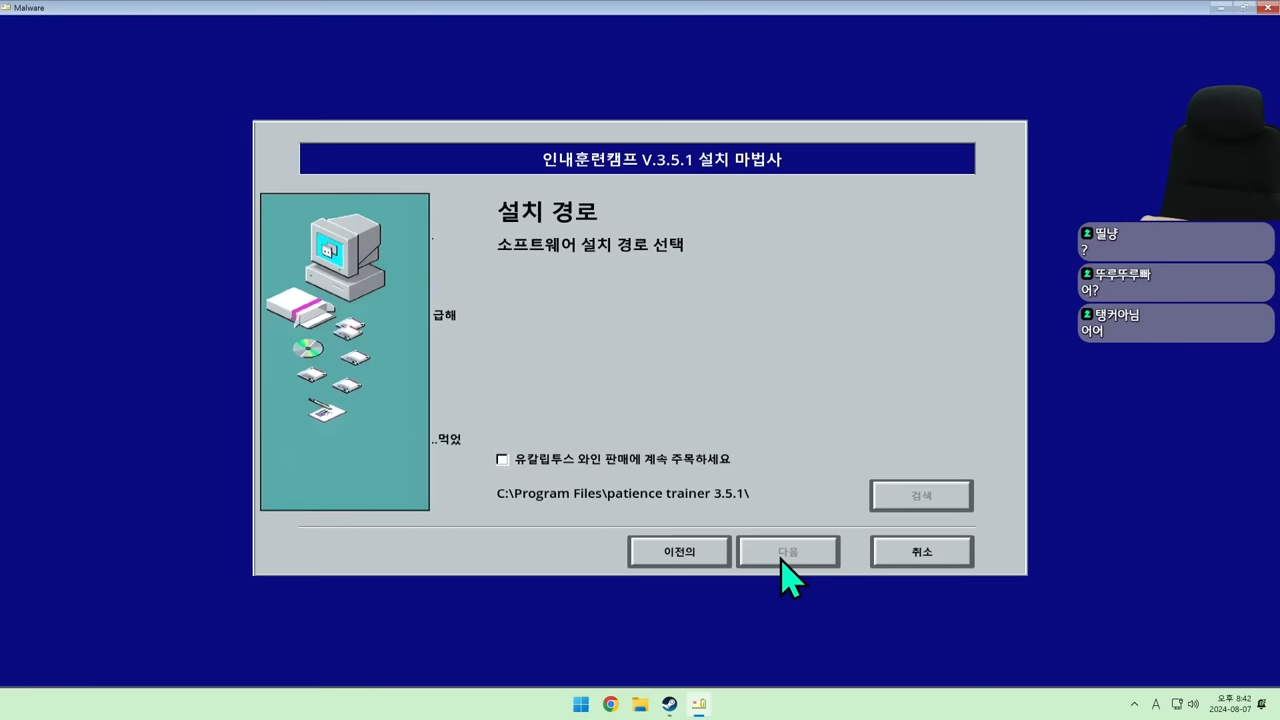 Malware
인내훈련캠프 V.3.5.1 설치 마법사
설치 경로
소프트웨어 설치 경로 선택
.
급해
..먹었
유칼립투스 와인 판매에 계속 주목하세요
C:\Program Files\patience trainer 3.5.1\
검색
이전의
다음
취소
띨냥
?
뚜루뚜루빠
어?
탱커아님
어어
A
오후 8:42
2024-08-07